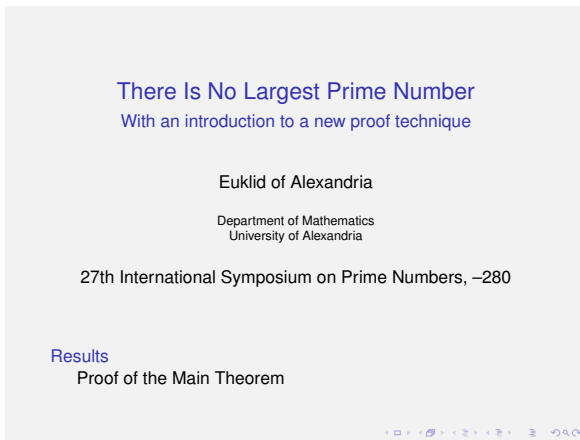 There Is No Largest Prime Number
With an introduction to a new proof technique
Euklid of Alexandria
Department of Mathematics
University of Alexandria
27th International Symposium on Prime Numbers, –280
Results
Proof of the Main Theorem